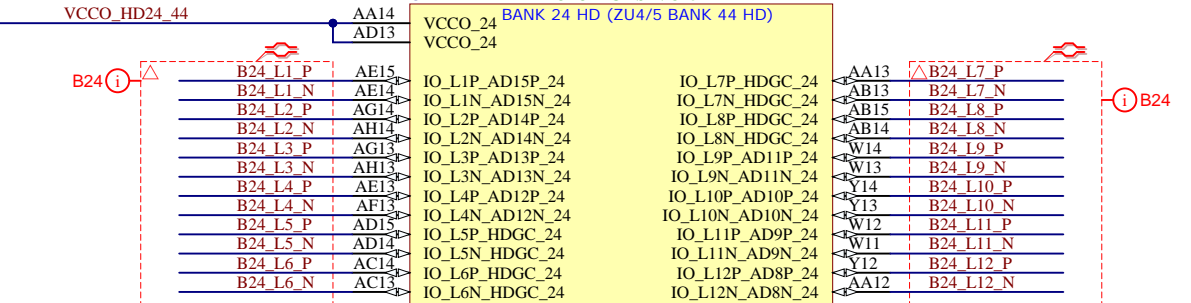 VCCO_HD24_44 AA14 VCCO_24 BANK 24 HD (ZU4/5 BANK 44 HD)
AD13 VCCO_24
B24 i
B24_L1_P AE15 IO_L1P_AD15P_24 IO_L7P_HDGC_24 AA13 B24_L7_P
B24_L1_N AE14 IO_L1N_AD15N_24 IO_L7N_HDGC_24 AB13 B24_L7_N
i B24
B24_L2_P AG14 IO_L2P_AD14P_24 IO_L8P_HDGC_24 AB15 B24_L8_P
B24_L2_N AH14 IO_L2N_AD14N_24 IO_L8N_HDGC_24 AB14 B24_L8_N
B24_L3_P AG13 IO_L3P_AD13P_24 IO_L9P_AD11P_24 W14 B24_L9_P
B24_L3_N AH13 IO_L3N_AD13N_24 IO_L9N_AD11N_24 W13 B24_L9_N
B24_L4_P AE13 IO_L4P_AD12P_24 IO_L10P_AD10P_24 Y14 B24_L10_P
B24_L4_N AF13 IO_L4N_AD12N_24 IO_L10N_AD10N_24 Y13 B24_L10_N
B24_L5_P AD15 IO_L5P_HDGC_24 IO_L11P_AD9P_24 W12 B24_L11_P
B24_L5_N AD14 IO_L5N_HDGC_24 IO_L11N_AD9N_24 W11 B24_L11_N
B24_L6_P AC14 IO_L6P_HDGC_24 IO_L12P_AD8P_24 Y12 B24_L12_P
B24_L6_N AC13 IO_L6N_HDGC_24 IO_L12N_AD8N_24 AA12 B24_L12_N